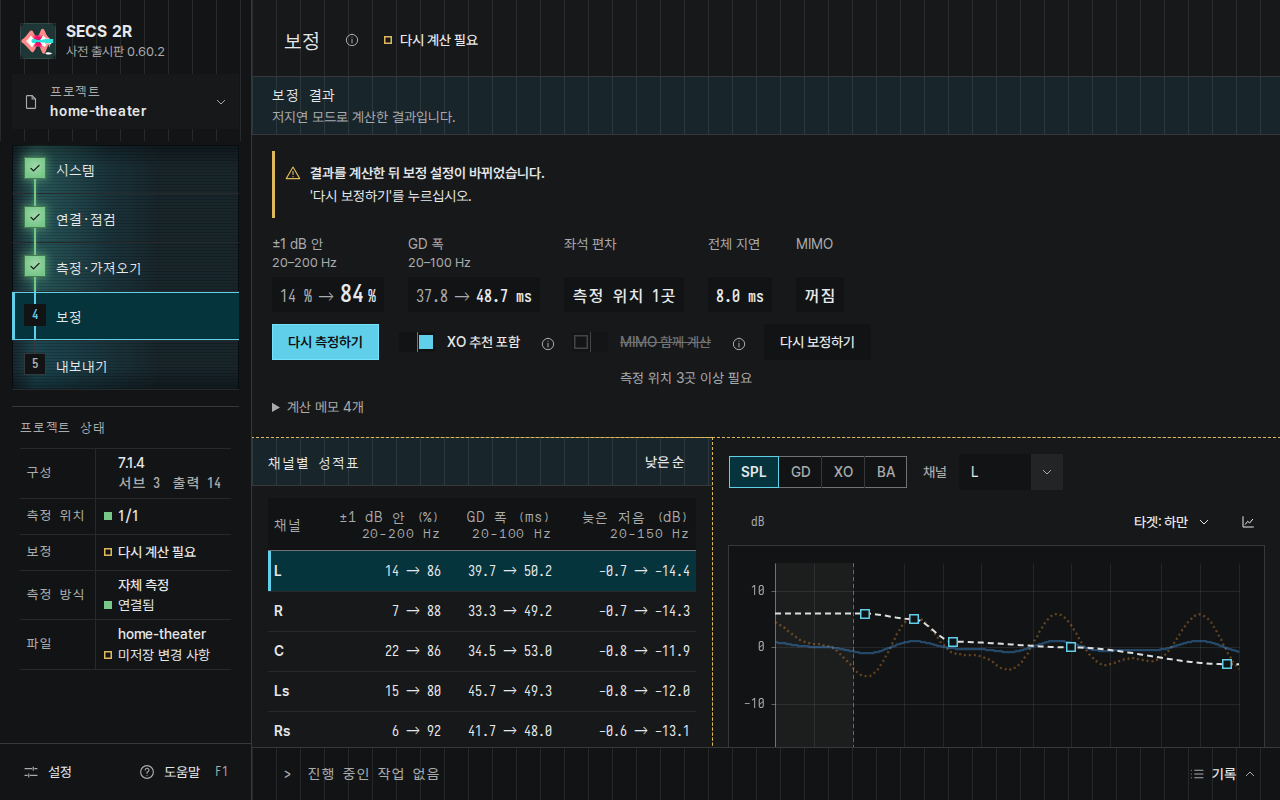 SECS 2R
사전 출시판 0.60.2
프로젝트
home-theater
시스템
연결·점검
측정·가져오기
4 보정
5 내보내기
프로젝트 상태
구성
7.1.4
서브 3 출력 14
측정 위치 1/1
보정 다시 계산 필요
측정 방식
자체 측정
연결됨
파일
home-theater
미저장 변경 사항
설정
도움말 F1
보정
다시 계산 필요
보정 결과
저지연 모드로 계산한 결과입니다.
결과를 계산한 뒤 보정 설정이 바뀌었습니다.
'다시 보정하기'를 누르십시오.
±1 dB 안 GD 폭 좌석 편차 전체 지연 MIMO
20–200 Hz 20–100 Hz
14 % → 84 % 37.8 → 48.7 ms 측정 위치 1곳 8.0 ms 꺼짐
다시 측정하기 XO 추천 포함 MIMO 함께 계산 다시 보정하기
측정 위치 3곳 이상 필요
▶ 계산 메모 4개
채널별 성적표 낮은 순
채널 ±1 dB 안 (%) GD 폭 (ms) 늦은 저음 (dB)
20-200 Hz 20-100 Hz 20-150 Hz
L 14 → 86 39.7 → 50.2 -0.7 → -14.4
R 7 → 88 33.3 → 49.2 -0.7 → -14.3
C 22 → 86 34.5 → 53.0 -0.8 → -11.9
Ls 15 → 80 45.7 → 49.3 -0.8 → -12.0
Rs 6 → 92 41.7 → 48.0 -0.6 → -13.1
SPL GD XO BA 채널 L
dB 타겟: 하만
10
0
-10
> 진행 중인 작업 없음
기록